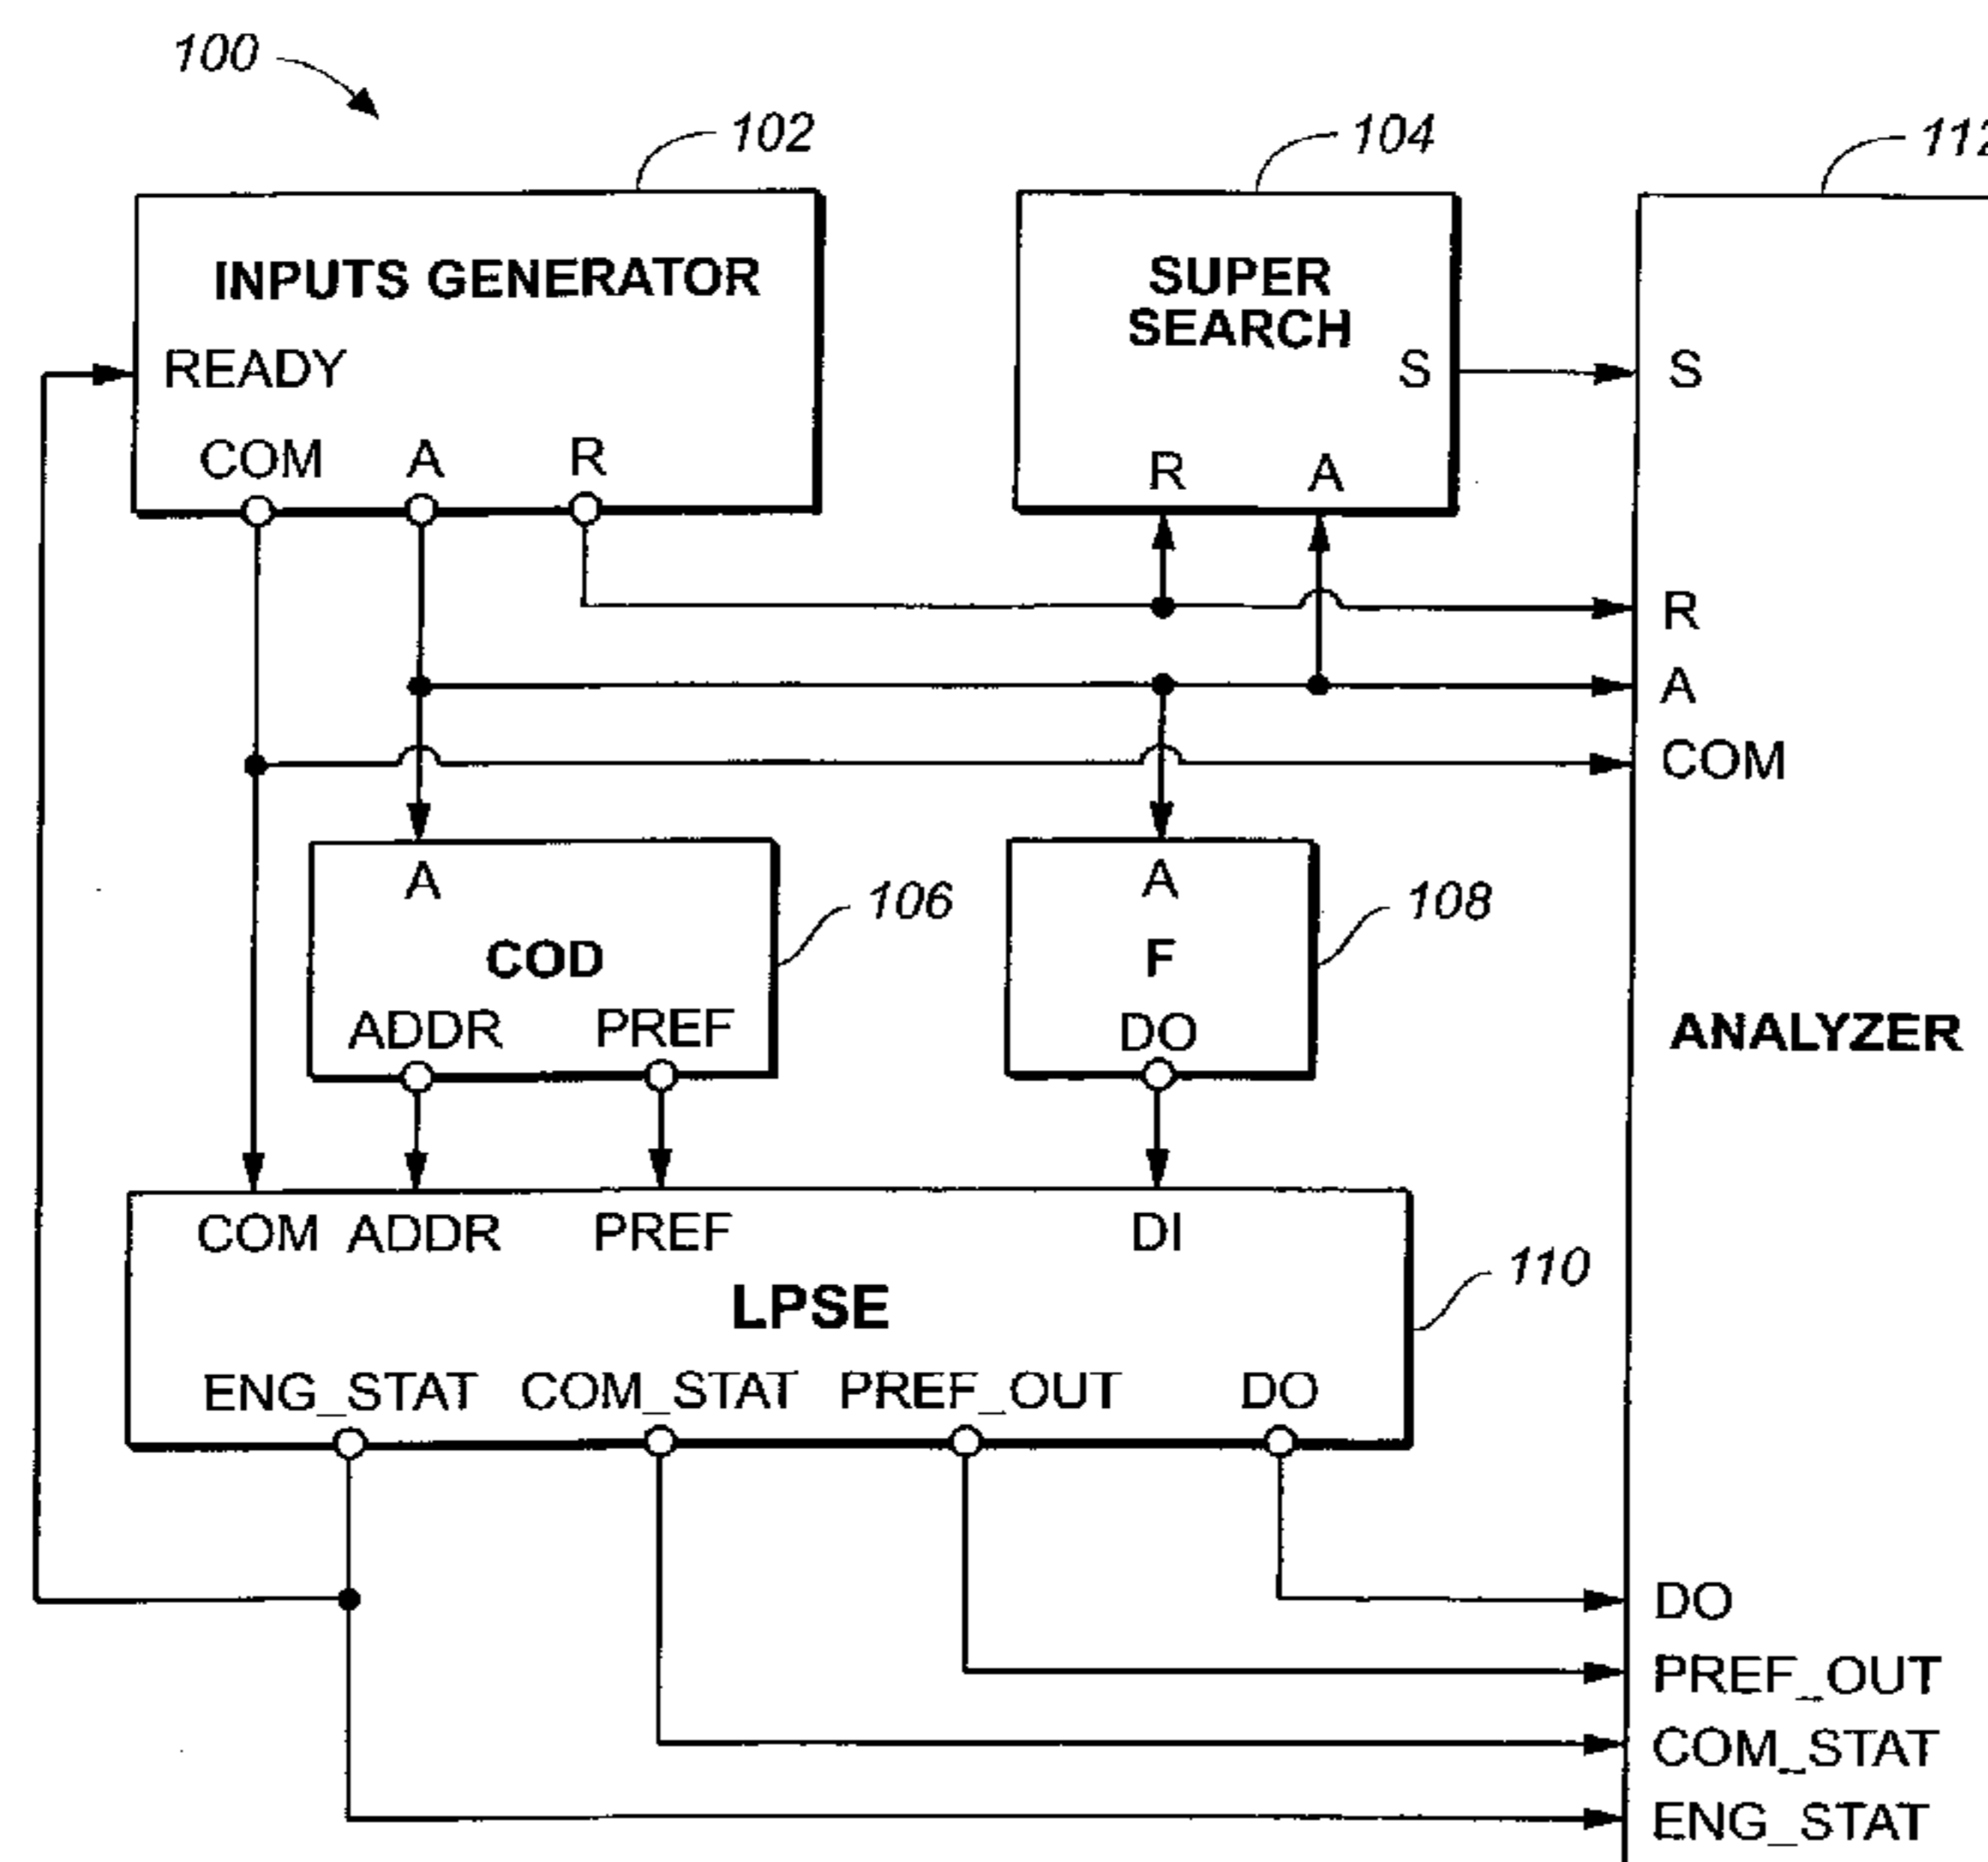 100
102
104
112
INPUTS GENERATOR
READY
COM A R
SUPER
SEARCH
S
R A
S
R
A
COM
A
COD
ADDR PREF
106
A
F
DO
108
ANALYZER
COM ADDR PREF DI
LPSE
110
ENG_STAT COM_STAT PREF_OUT DO
DO
PREF_OUT
COM_STAT
ENG_STAT